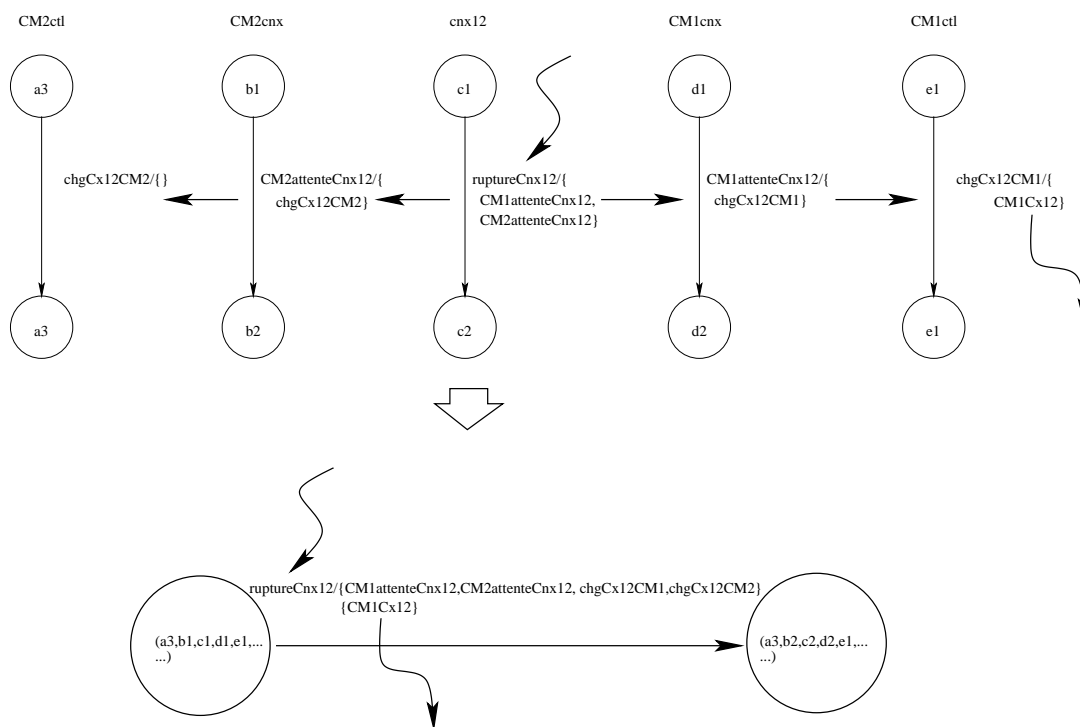 CM2ctl
CM2cnx
cnx12
CM1cnx
CM1ctl
a3
b1
c1
d1
e1
chgCx12CM2/{}
CM2attenteCnx12/{
chgCx12CM2}
ruptureCnx12/{
CM1attenteCnx12,
CM2attenteCnx12}
CM1attenteCnx12/{
chgCx12CM1}
chgCx12CM1/{
CM1Cx12}
a3
b2
c2
d2
e1
ruptureCnx12/{CM1attenteCnx12,CM2attenteCnx12, chgCx12CM1,chgCx12CM2}
{CM1Cx12}
(a3,b1,c1,d1,e1,...
...)
(a3,b2,c2,d2,e1,...
...)